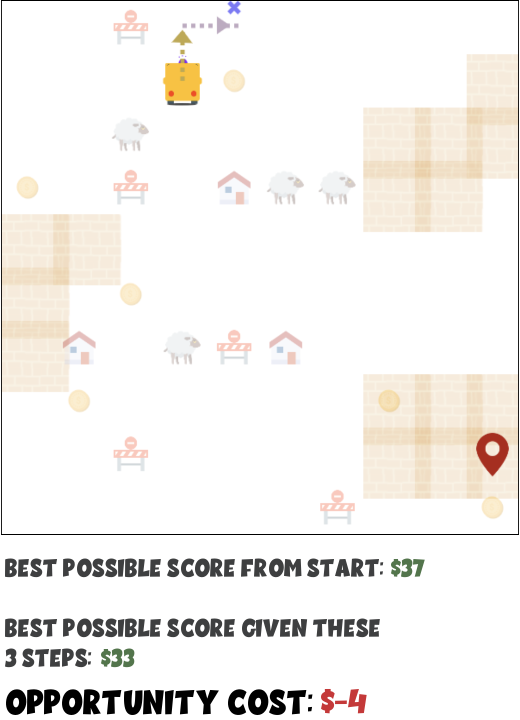 BEST POSSIBLE SCORE FROM START: $37
BEST POSSIBLE SCORE GIVEN THESE
3 STEPS: $33
OPPORTUNITY COST: $-4